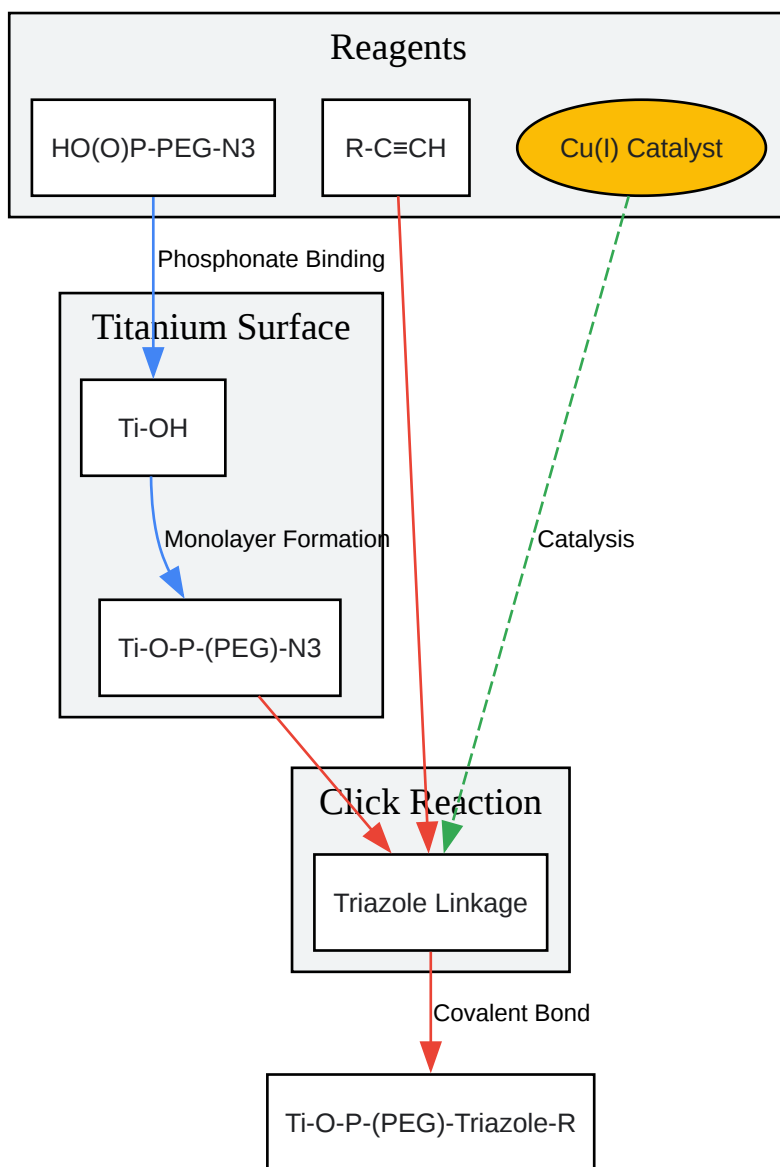 Reagents
HO(O)P-PEG-N3
R-C≡CH
Cu(I) Catalyst
Phosphonate Binding
Titanium Surface
Ti-OH
Monolayer Formation
Catalysis
Ti-O-P-(PEG)-N3
Click Reaction
Triazole Linkage
Covalent Bond
Ti-O-P-(PEG)-Triazole-R